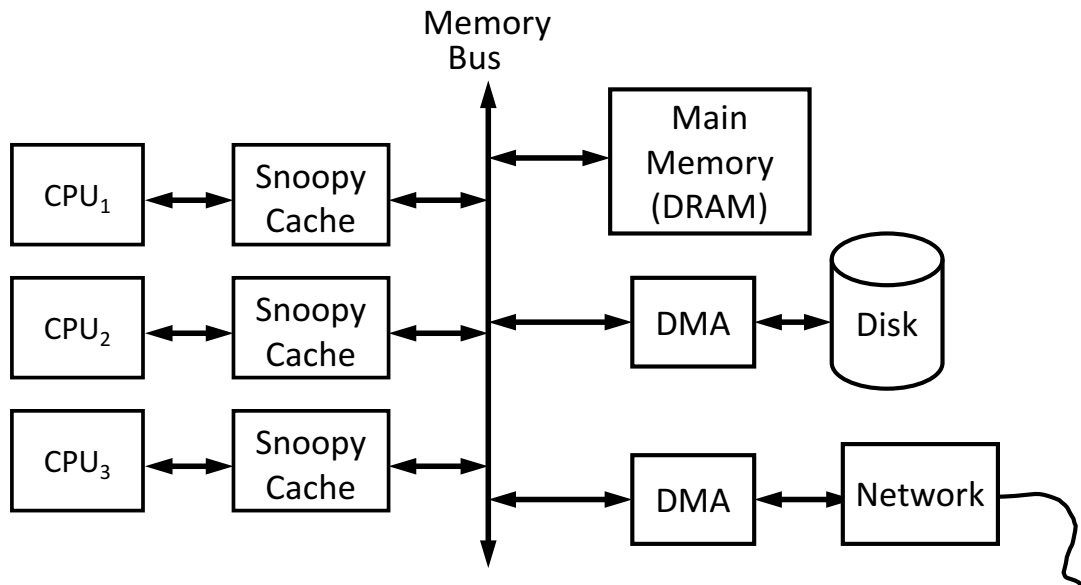 Memory
Bus
Main
Memory
(DRAM)
CPU₁
Snoopy
Cache
CPU₂
Snoopy
Cache
DMA
Disk
CPU₃
Snoopy
Cache
DMA
Network